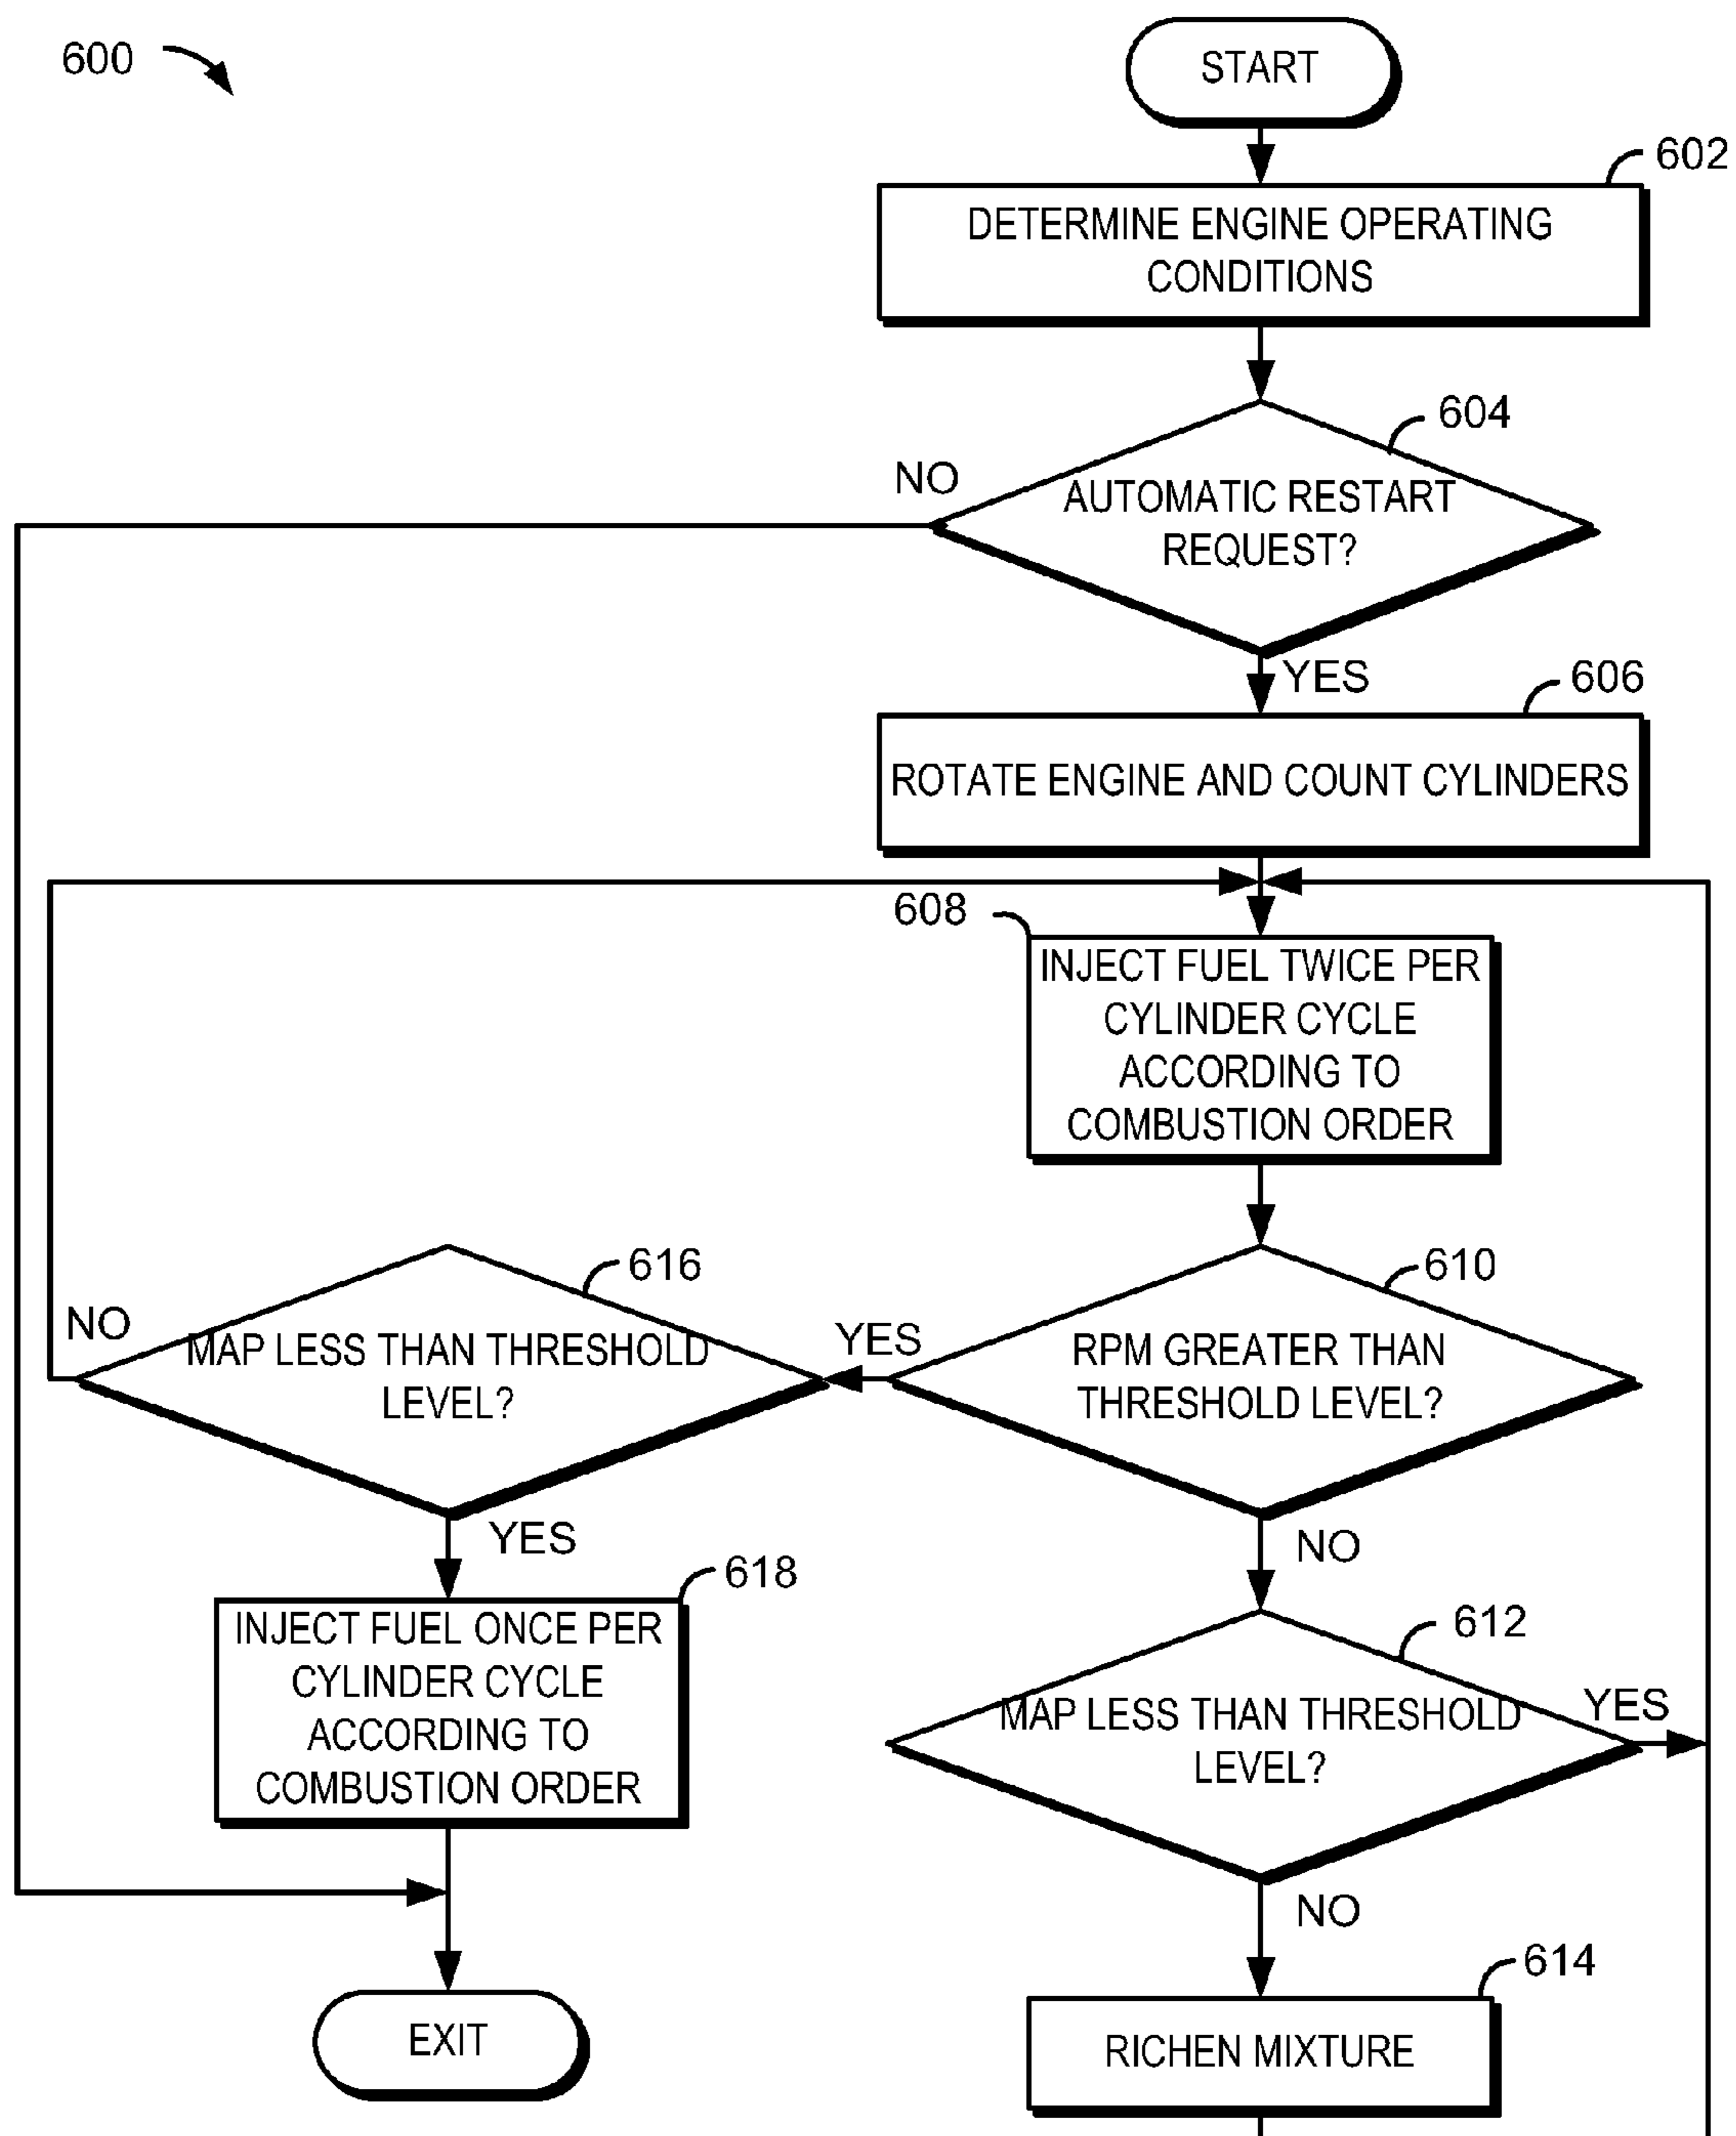 600
START
602
DETERMINE ENGINE OPERATING
CONDITIONS
604
NO
AUTOMATIC RESTART
REQUEST?
YES
606
ROTATE ENGINE AND COUNT CYLINDERS
608
INJECT FUEL TWICE PER
CYLINDER CYCLE
ACCORDING TO
COMBUSTION ORDER
616
610
NO
MAP LESS THAN THRESHOLD
LEVEL?
YES
RPM GREATER THAN
THRESHOLD LEVEL?
YES
NO
618
INJECT FUEL ONCE PER
CYLINDER CYCLE
ACCORDING TO
COMBUSTION ORDER
612
MAP LESS THAN THRESHOLD
LEVEL?
YES
NO
614
EXIT
RICHEN MIXTURE